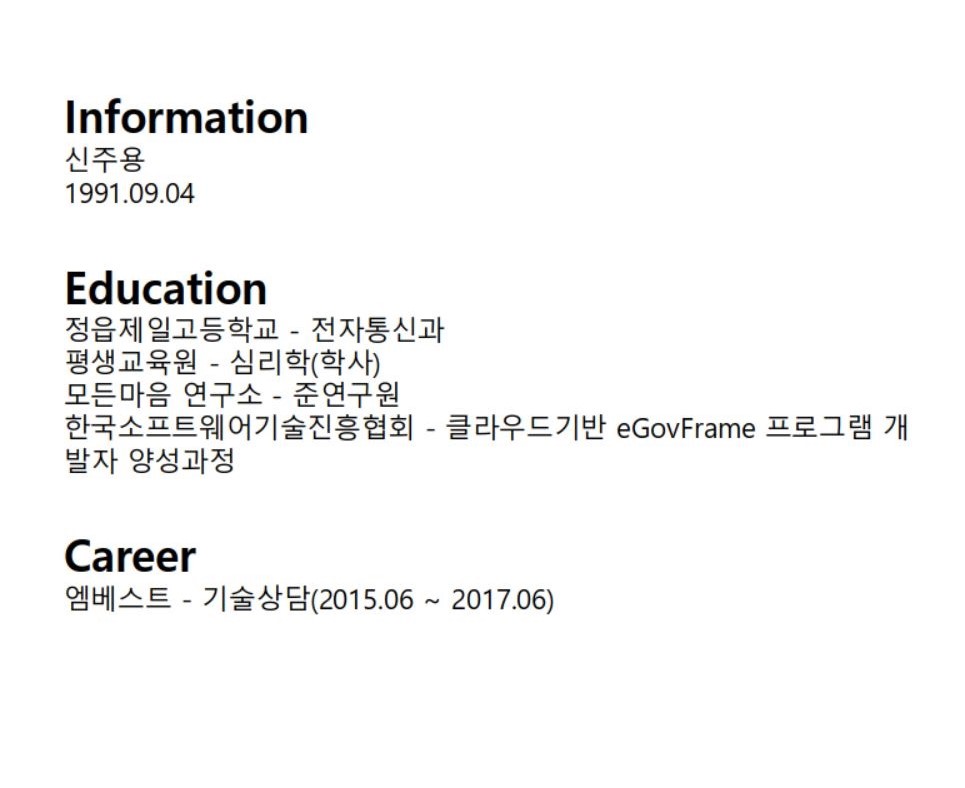 Information
신주용
1991.09.04
Education
정읍제일고등학교 - 전자통신과
평생교육원 - 심리학(학사)
모든마음 연구소 - 준연구원
한국소프트웨어기술진흥협회 - 클라우드기반 eGovFrame 프로그램 개
발자 양성과정
Career
엠베스트 - 기술상담(2015.06 ~ 2017.06)